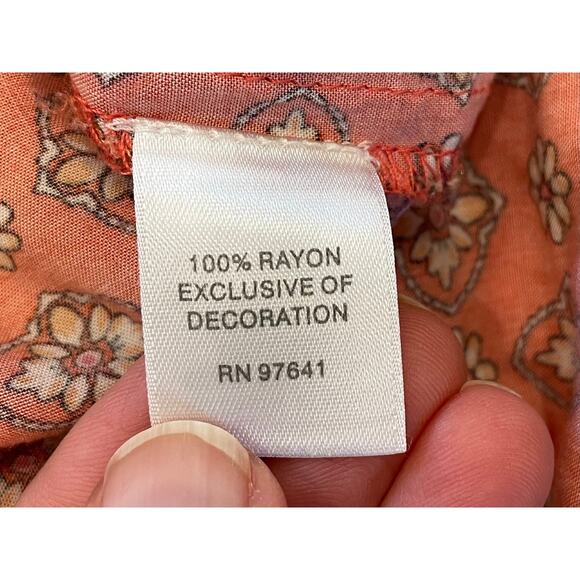 100% RAYON
EXCLUSIVE OF
DECORATION
RN 97641